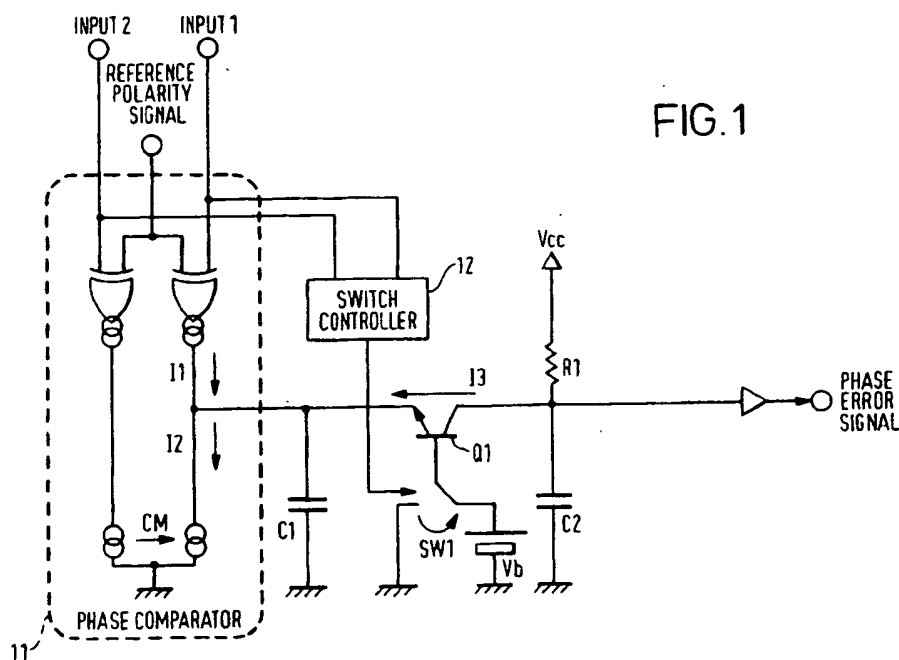 INPUT 2
INPUT 1
REFERENCE
POLARITY
SIGNAL
FIG.1
12
Vcc
SWITCH
CONTROLLER
R1
I1
I3
PHASE
ERROR
SIGNAL
I2
Q1
CM
C1
SW1
Vb
C2
PHASE COMPARATOR
11